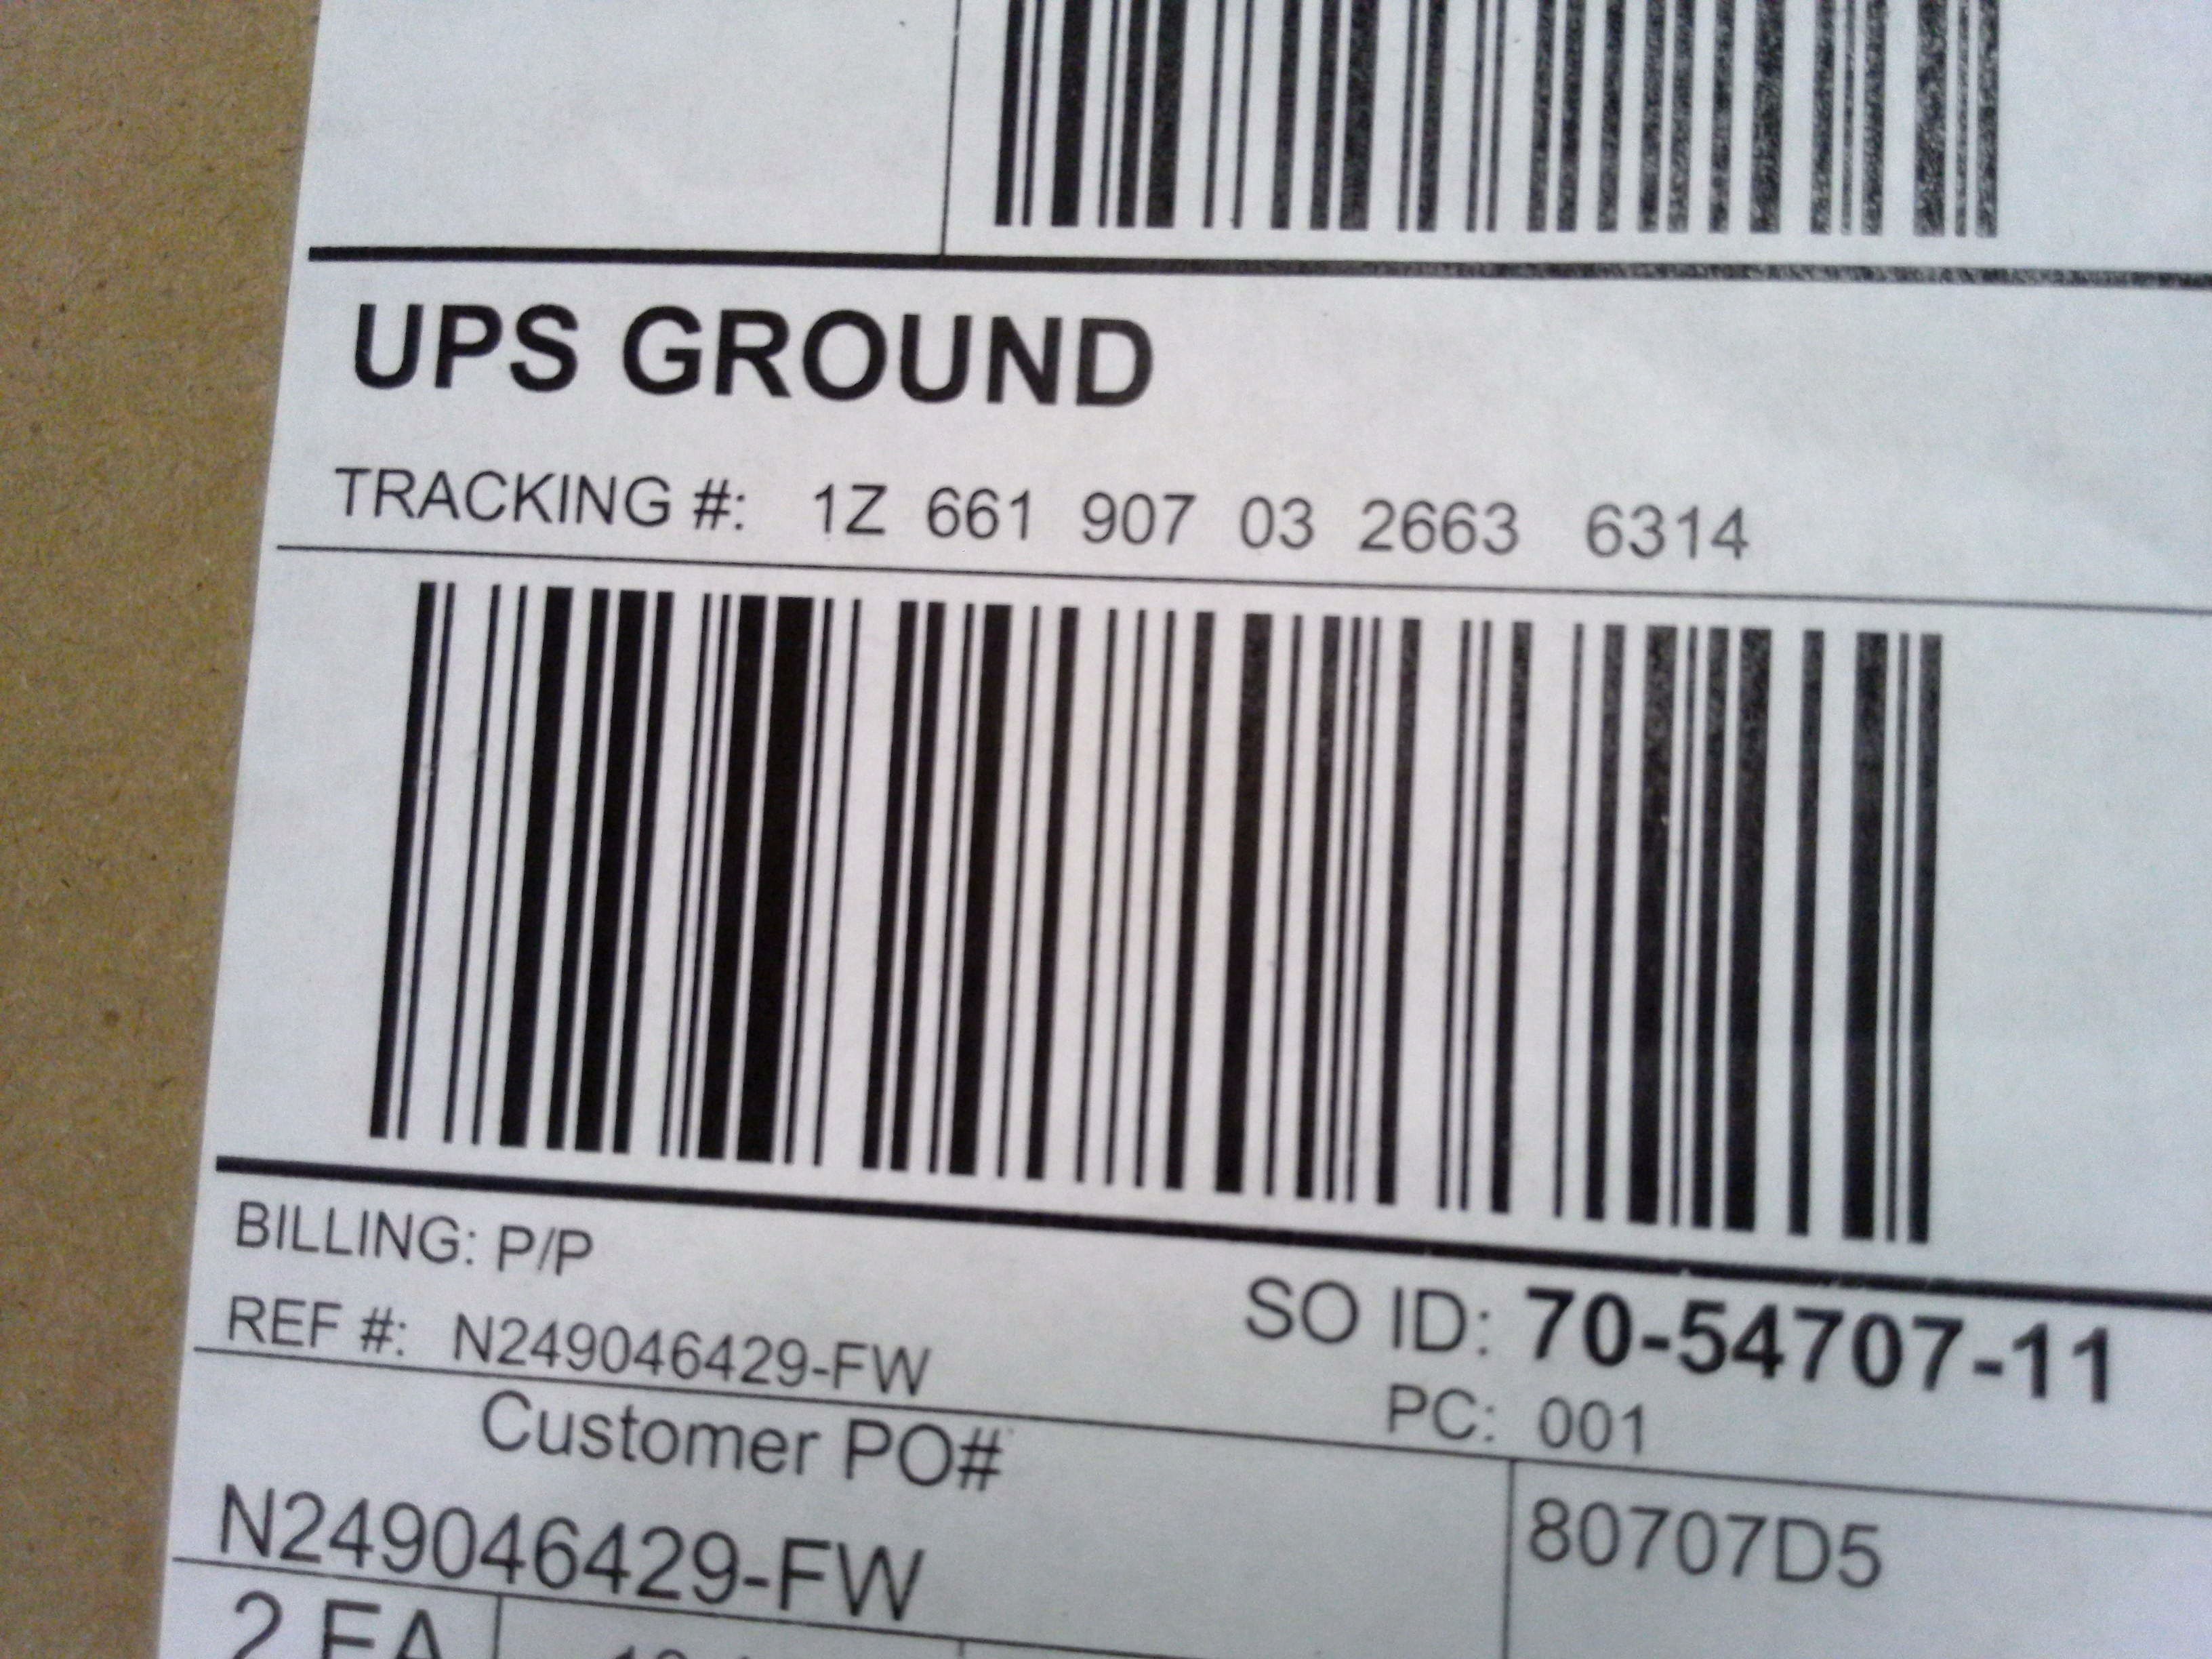 UPS GROUND
TRACKING #: 1Z 661 907 03 2663 6314
BILLING: P/P
REF #: N249046429-FW
SO ID: 70-54707-11
PC: 001
Customer PO#
N249046429-FW
80707D5
2 EA